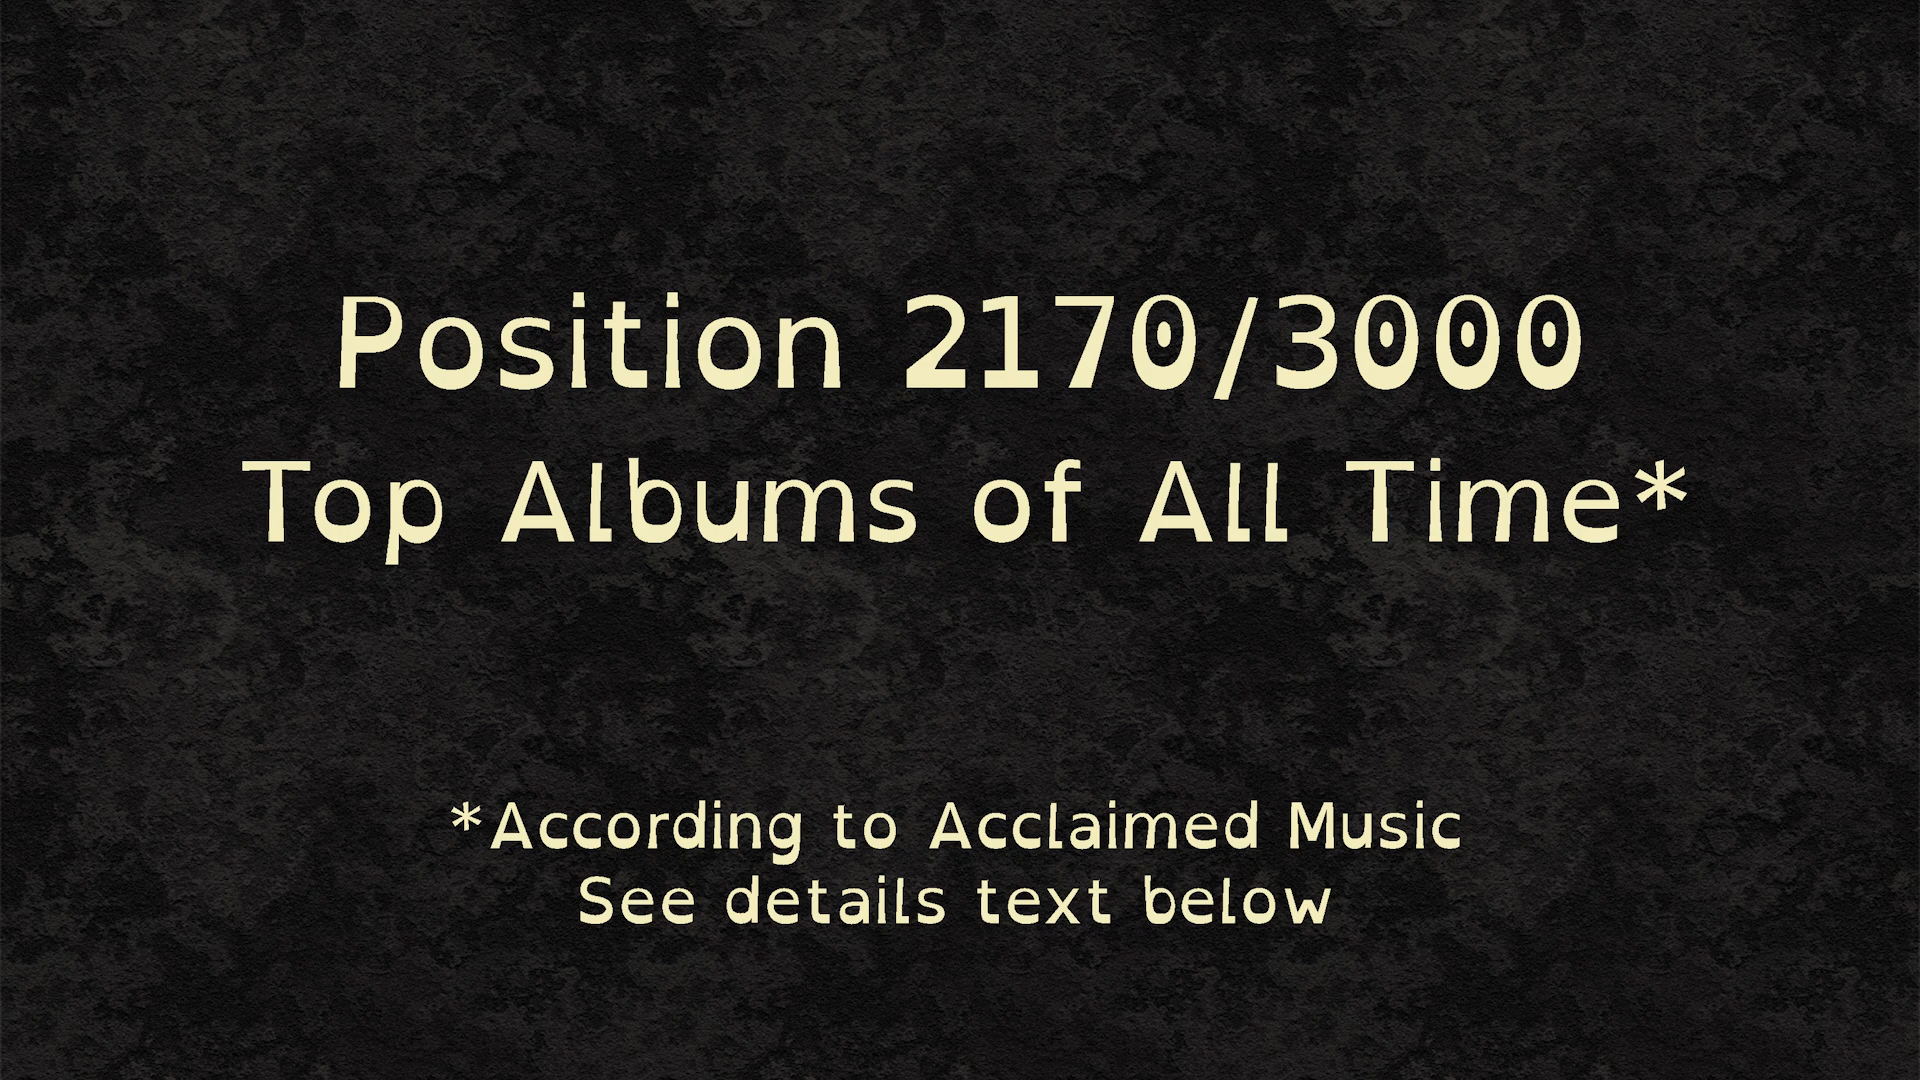 Position 2170/3000
Top Albums of All Time*
*According to Acclaimed Music
See details text below